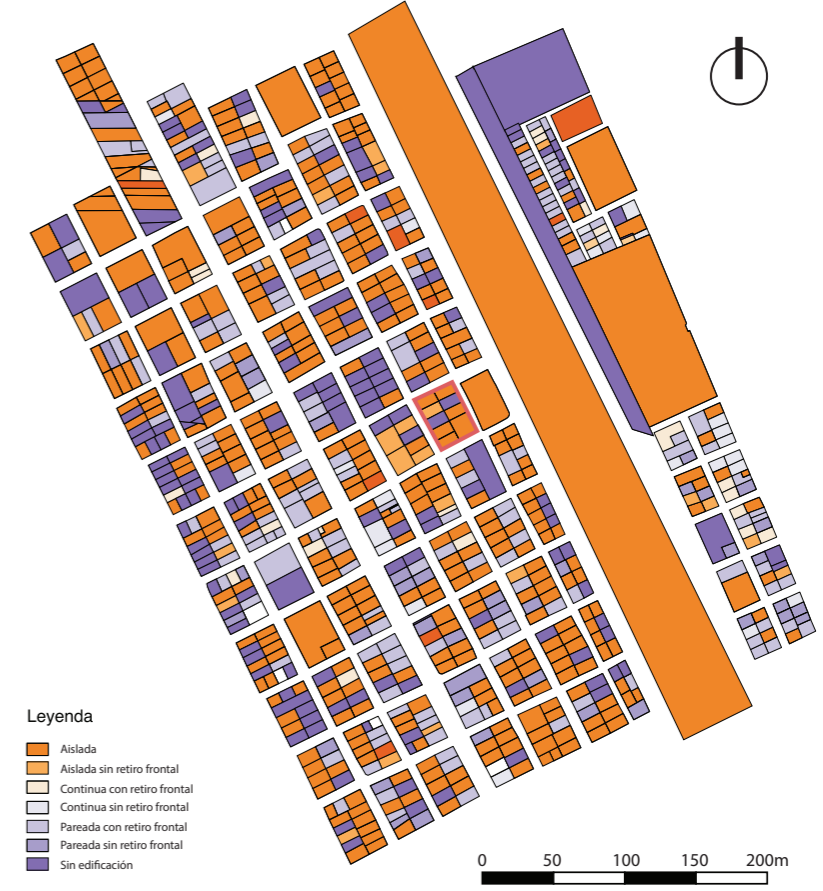 Leyenda
Aislada
Aislada sin retiro frontal
Continua con retiro frontal
Continua sin retiro frontal
Pareada con retiro frontal
Pareada sin retiro frontal
Sin edificación
0 50 100 150 200m